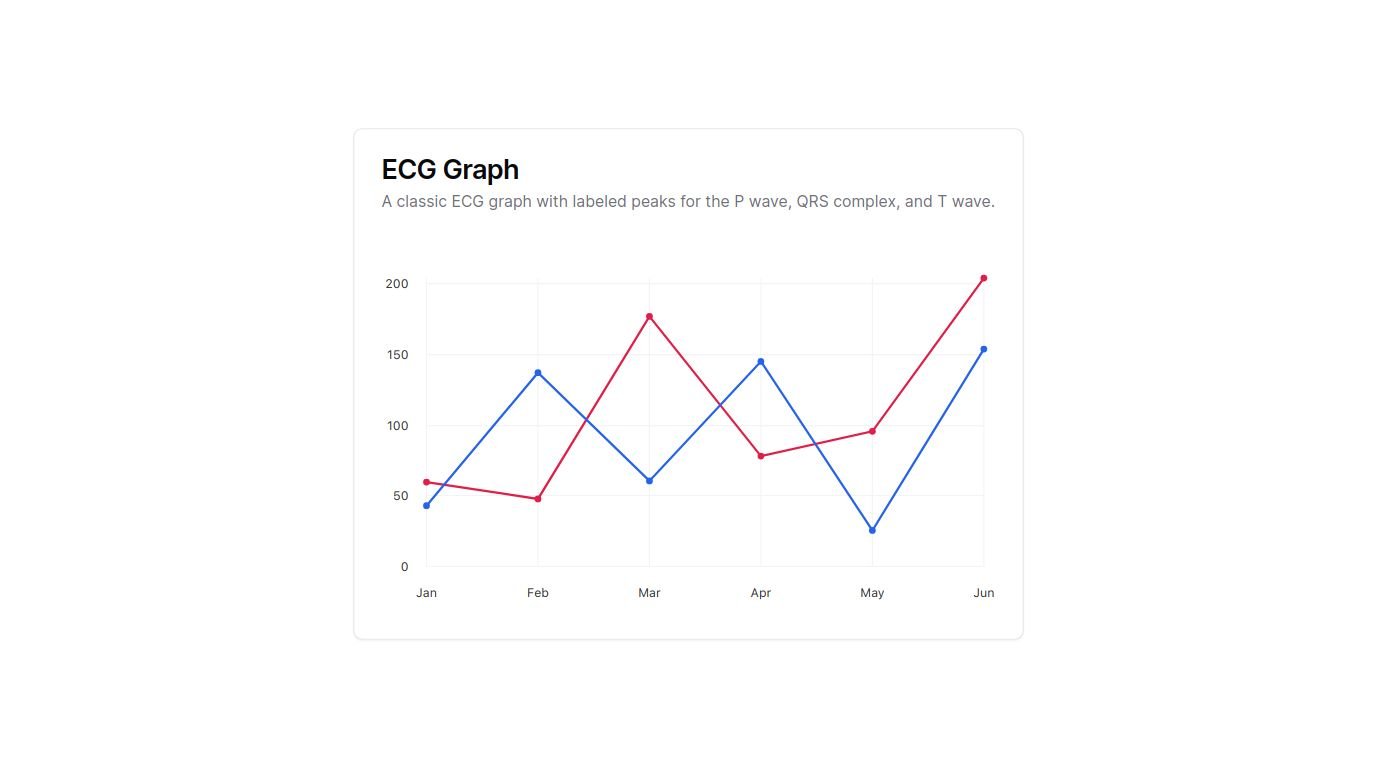 ECG Graph
A classic ECG graph with labeled peaks for the P wave, QRS complex, and T wave.
200
150
100
50
0
Jan Feb Mar Apr May Jun